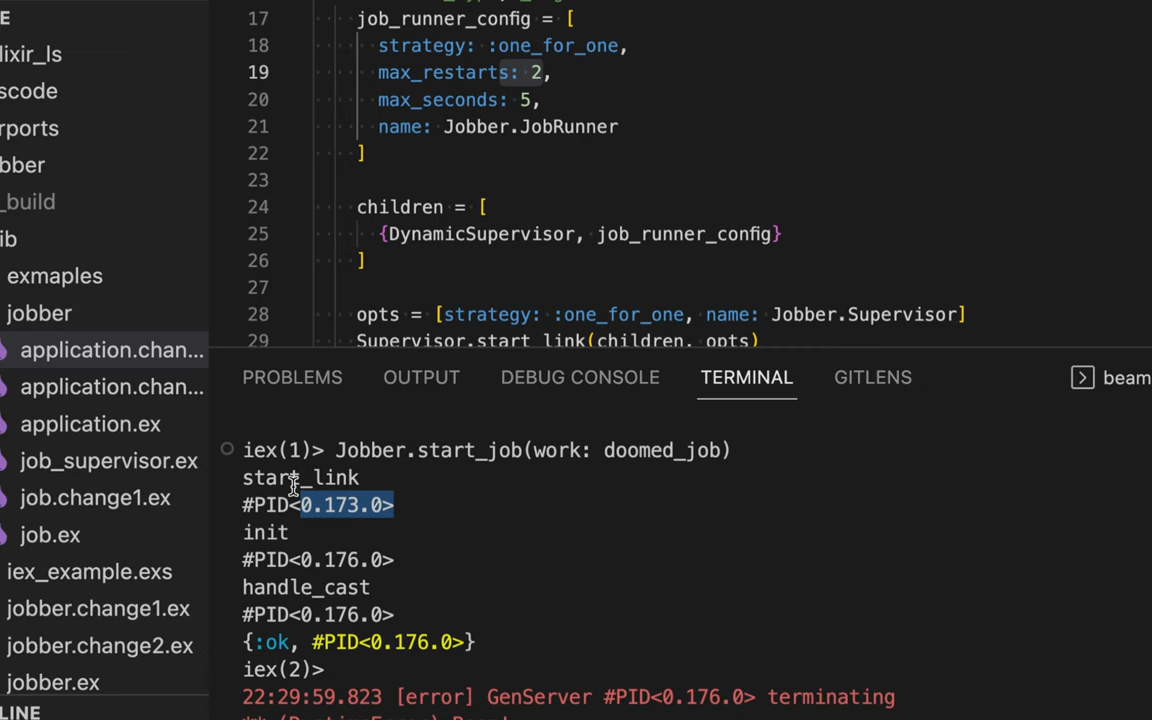 17 job_runner_config = [
18 strategy: :one_for_one,
19 max_restarts: 2,
20 max_seconds: 5,
21 name: Jobber.JobRunner
22 ]
23
24 children = [
25 {DynamicSupervisor, job_runner_config}
26 ]
27
28 opts = [strategy: :one_for_one, name: Jobber.Supervisor]
29 Supervisor.start_link(children, opts)
E
lixir_ls
scode
rports
bber
_build
ib
exmaples
jobber
application.chan...
application.chan...
application.ex
job_supervisor.ex
job.change1.ex
job.ex
iex_example.exs
jobber.change1.ex
jobber.change2.ex
jobber.ex
LINE
PROBLEMS OUTPUT DEBUG CONSOLE TERMINAL GITLENS beam
iex(1)> Jobber.start_job(work: doomed_job)
start_link
#PID<0.173.0>
init
#PID<0.176.0>
handle_cast
#PID<0.176.0>
{:ok, #PID<0.176.0>}
iex(2)>
22:29:59.823 [error] GenServer #PID<0.176.0> terminating